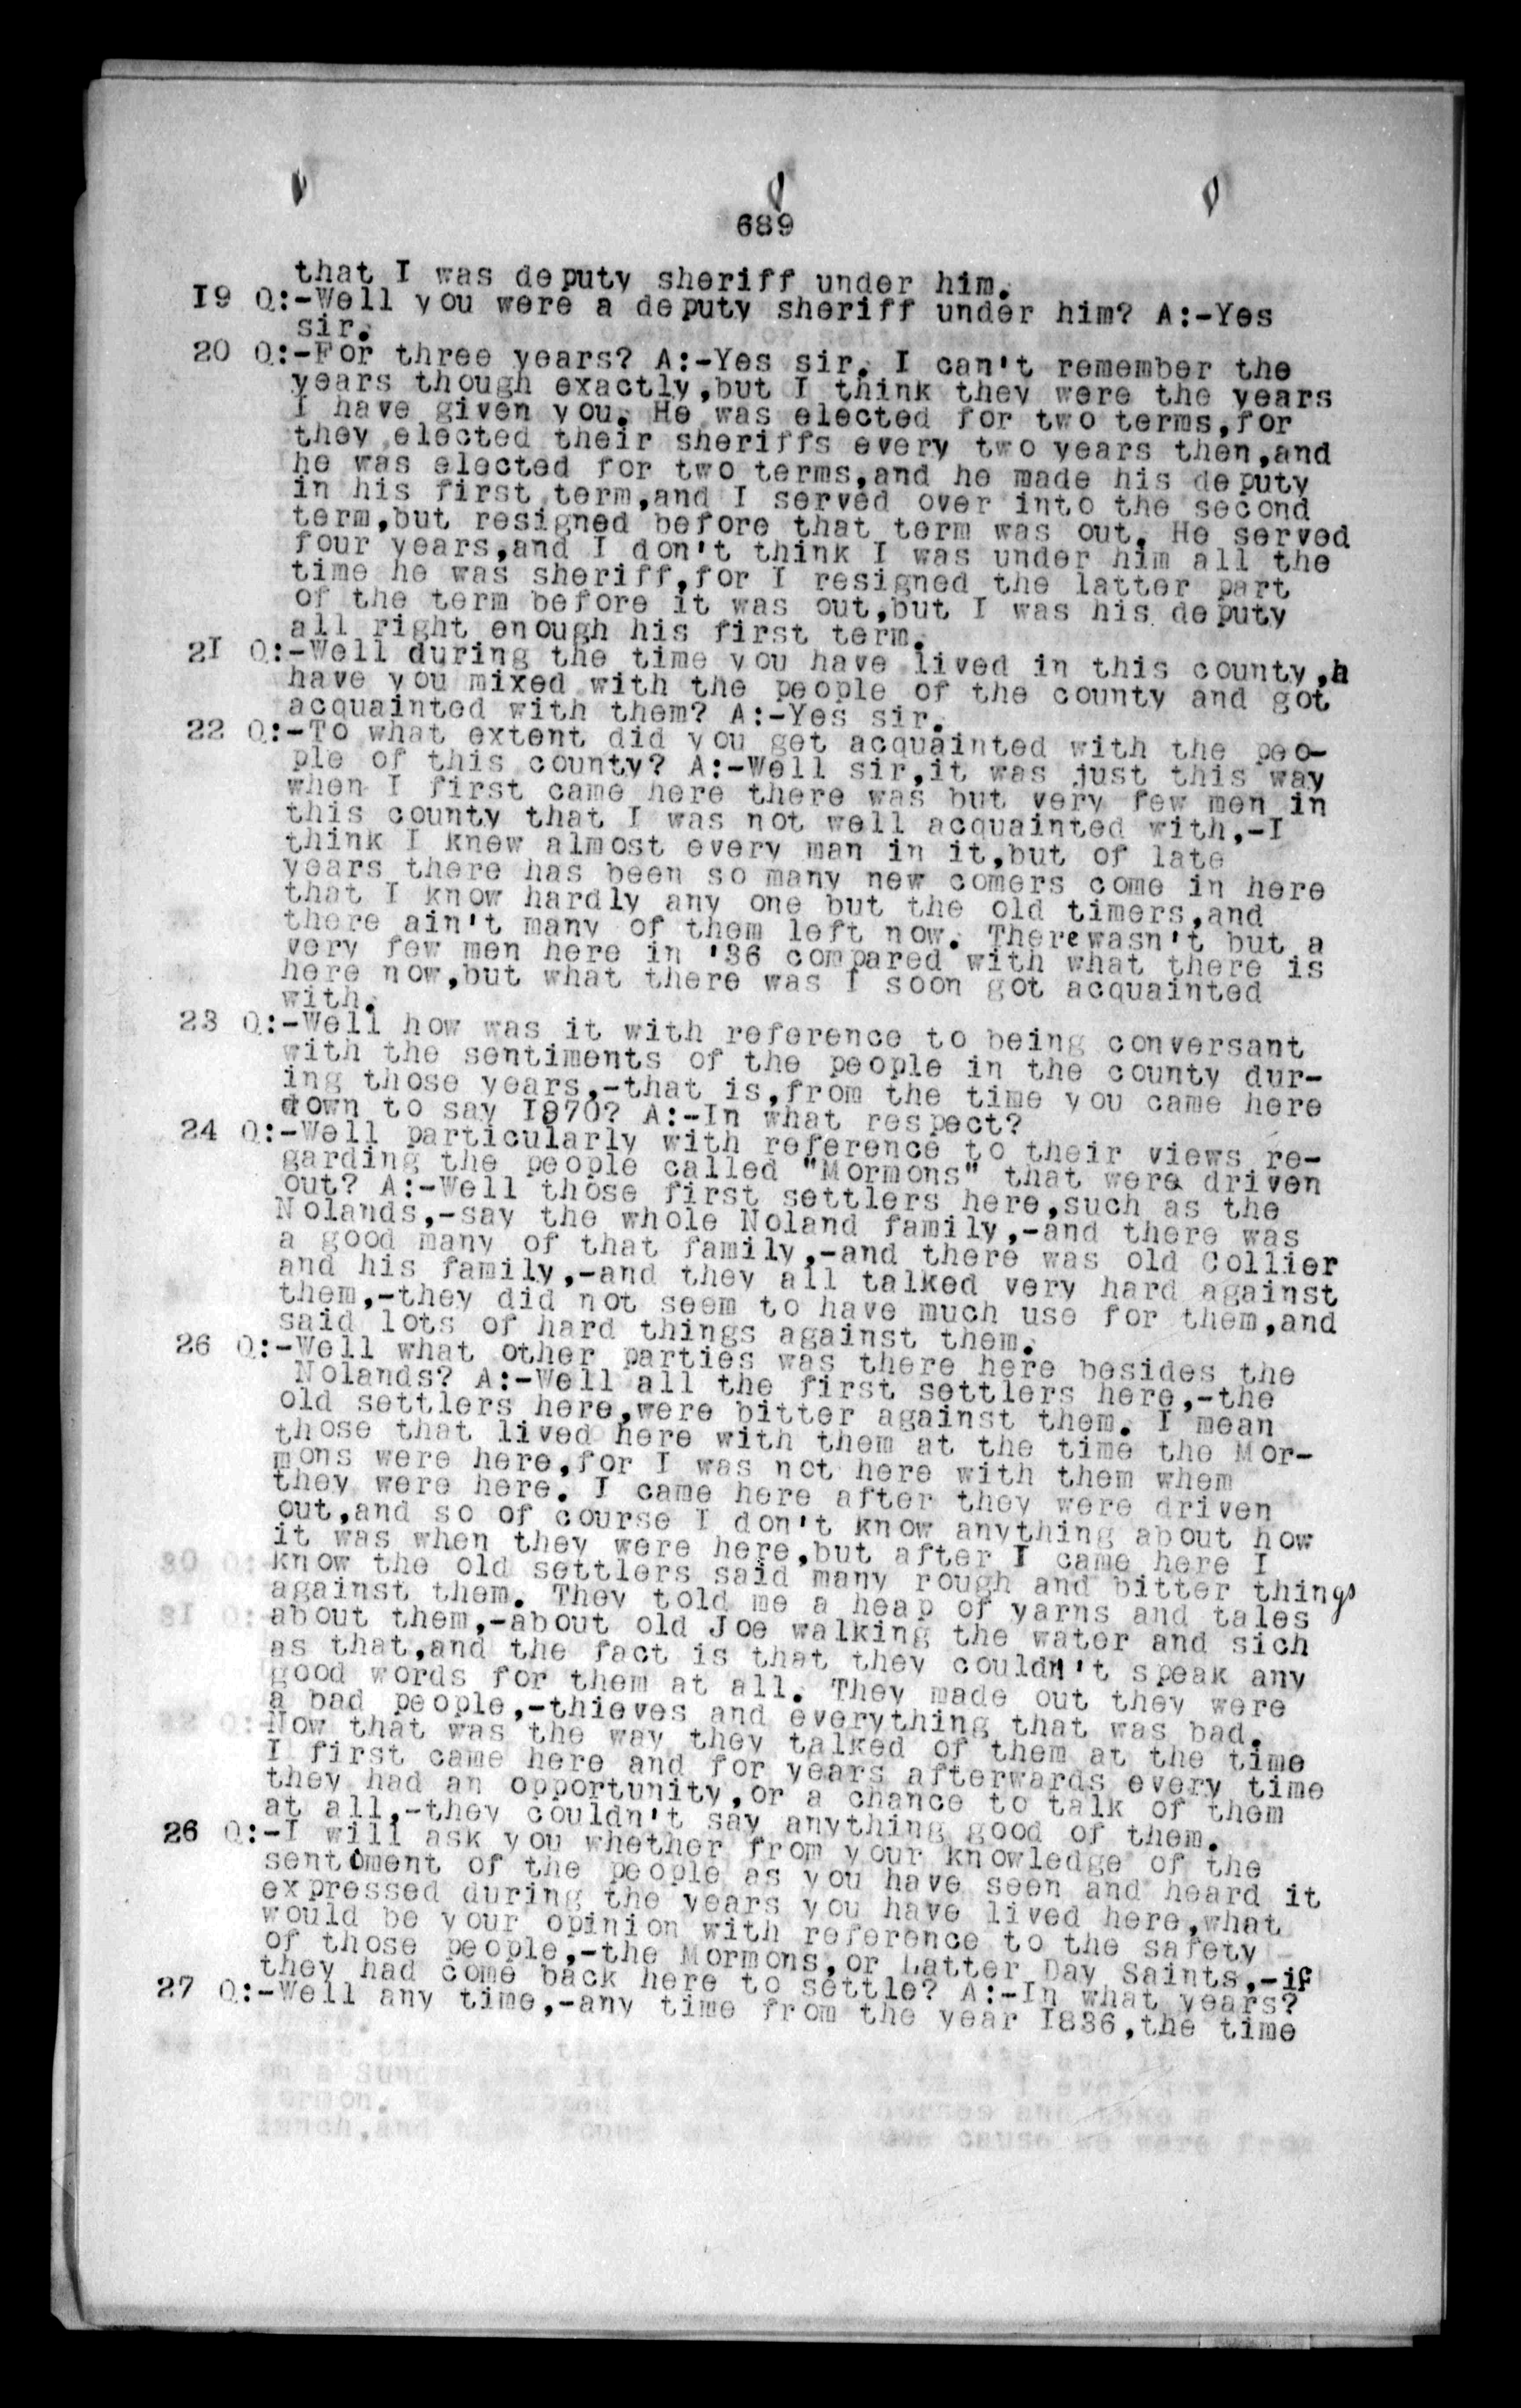 689
that I was deputy sheriff under him.
19 Q:-Well you were a deputy sheriff under him? A:-Yes
sir.
20 Q:-For three years? A:-Yes sir. I can't remember the
years though exactly,but I think they were the years
I have given you. He was elected for two terms,for
they elected their sheriffs every two years then,and
he was elected for two terms,and he made his deputy
in his first term,and I served over into the second
term,but resigned before that term was out. He served
four years,and I don't think I was under him all the
time he was sheriff,for I resigned the latter part
of the term before it was out,but I was his deputy
all right enough his first term.
21 Q:-Well during the time you have lived in this county,h
have you mixed with the people of the county and got
acquainted with them? A:-Yes sir.
22 Q:-To what extent did you get acquainted with the peo-
ple of this county? A:-Well sir,it was just this way
when I first came here there was but very few men in
this county that I was not well acquainted with,-I
think I knew almost every man in it,but of late
years there has been so many new comers come in here
that I know hardly any one but the old timers,and
there ain't many of them left now. There wasn't but a
very few men here in '36 compared with what there is
here now,but what there was I soon got acquainted
with.
23 Q:-Well how was it with reference to being conversant
with the sentiments of the people in the county dur-
ing those years,-that is,from the time you came here
down to say 1870? A:-In what respect?
24 Q:-Well particularly with reference to their views re-
garding the people called "Mormons" that were driven
out? A:-Well those first settlers here,such as the
Nolands,-say the whole Noland family,-and there was
a good many of that family,-and there was old Collier
and his family,-and they all talked very hard against
them,-they did not seem to have much use for them,and
said lots of hard things against them.
26 Q:-Well what other parties was there here besides the
Nolands? A:-Well all the first settlers here,-the
old settlers here,were bitter against them. I mean
those that lived here with them at the time the Mor-
mons were here,for I was not here with them whem
they were here. I came here after they were driven
out,and so of course I don't know anything about how
it was when they were here,but after I came here I
know the old settlers said many rough and bitter things
against them. They told me a heap of yarns and tales
about them,-about old Joe walking the water and sich
as that,and the fact is that they couldn't speak any
good words for them at all. They made out they were
a bad people,-thieves and everything that was bad.
Now that was the way they talked of them at the time
I first came here and for years afterwards every time
they had an opportunity,or a chance to talk of them
at all,-they couldn't say anything good of them.
26 Q:-I will ask you whether from your knowledge of the
sentiment of the people as you have seen and heard it
expressed during the years you have lived here,what
would be your opinion with reference to the safety
of those people,-the Mormons,or Latter Day Saints,-if
they had come back here to settle? A:-In what years?
27 Q:-Well any time,-any time from the year 1836,the time